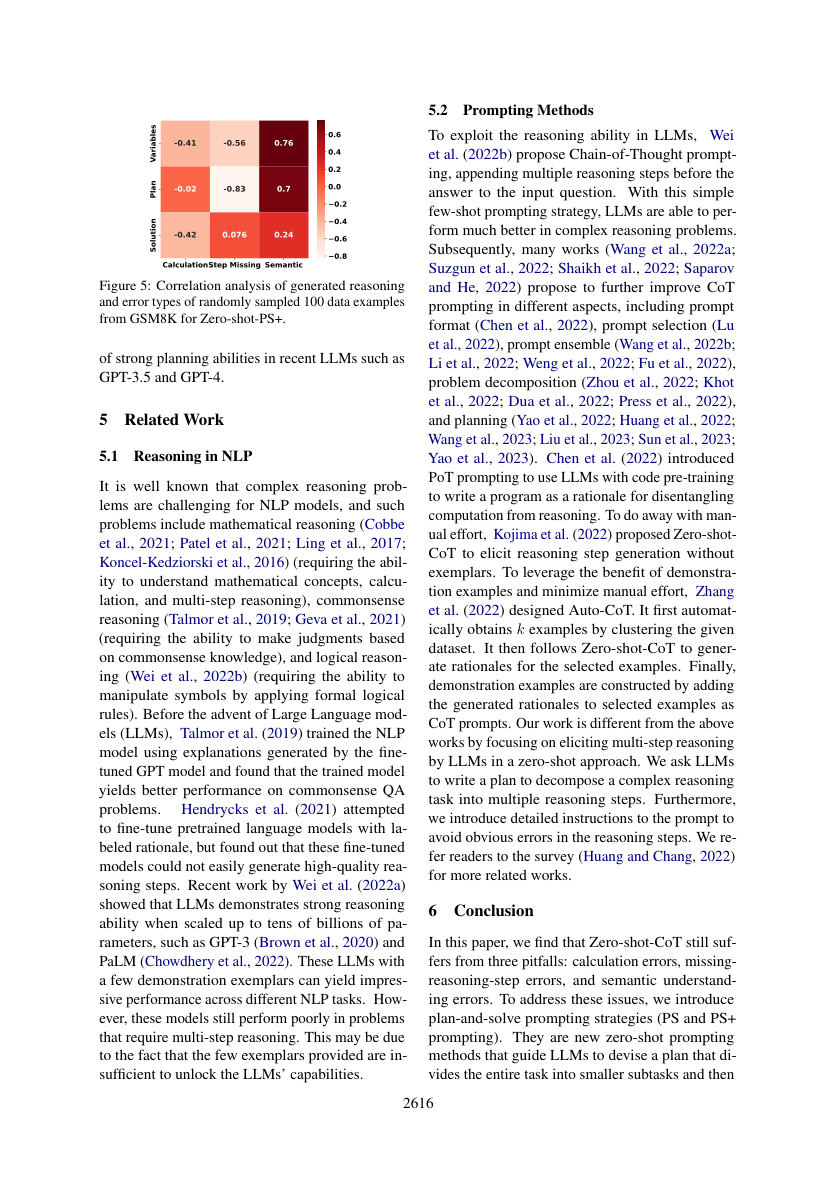 Variables
Plan
Solution
-0.41 -0.56 0.76
-0.02 -0.83 0.7
-0.42 0.076 0.24
CalculationStep Missing Semantic
0.6
0.4
0.2
0.0
−0.2
−0.4
−0.6
−0.8
Figure 5: Correlation analysis of generated reasoning
and error types of randomly sampled 100 data examples
from GSM8K for Zero-shot-PS+.
of strong planning abilities in recent LLMs such as
GPT-3.5 and GPT-4.
5 Related Work
5.1 Reasoning in NLP
It is well known that complex reasoning prob-
lems are challenging for NLP models, and such
problems include mathematical reasoning (Cobbe
et al., 2021; Patel et al., 2021; Ling et al., 2017;
Koncel-Kedziorski et al., 2016) (requiring the abil-
ity to understand mathematical concepts, calcu-
lation, and multi-step reasoning), commonsense
reasoning (Talmor et al., 2019; Geva et al., 2021)
(requiring the ability to make judgments based
on commonsense knowledge), and logical reason-
ing (Wei et al., 2022b) (requiring the ability to
manipulate symbols by applying formal logical
rules). Before the advent of Large Language mod-
els (LLMs), Talmor et al. (2019) trained the NLP
model using explanations generated by the fine-
tuned GPT model and found that the trained model
yields better performance on commonsense QA
problems. Hendrycks et al. (2021) attempted
to fine-tune pretrained language models with la-
beled rationale, but found out that these fine-tuned
models could not easily generate high-quality rea-
soning steps. Recent work by Wei et al. (2022a)
showed that LLMs demonstrates strong reasoning
ability when scaled up to tens of billions of pa-
rameters, such as GPT-3 (Brown et al., 2020) and
PaLM (Chowdhery et al., 2022). These LLMs with
a few demonstration exemplars can yield impres-
sive performance across different NLP tasks. How-
ever, these models still perform poorly in problems
that require multi-step reasoning. This may be due
to the fact that the few exemplars provided are in-
sufficient to unlock the LLMs' capabilities.
5.2 Prompting Methods
To exploit the reasoning ability in LLMs, Wei
et al. (2022b) propose Chain-of-Thought prompt-
ing, appending multiple reasoning steps before the
answer to the input question. With this simple
few-shot prompting strategy, LLMs are able to per-
form much better in complex reasoning problems.
Subsequently, many works (Wang et al., 2022a;
Suzgun et al., 2022; Shaikh et al., 2022; Saparov
and He, 2022) propose to further improve CoT
prompting in different aspects, including prompt
format (Chen et al., 2022), prompt selection (Lu
et al., 2022), prompt ensemble (Wang et al., 2022b;
Li et al., 2022; Weng et al., 2022; Fu et al., 2022),
problem decomposition (Zhou et al., 2022; Khot
et al., 2022; Dua et al., 2022; Press et al., 2022),
and planning (Yao et al., 2022; Huang et al., 2022;
Wang et al., 2023; Liu et al., 2023; Sun et al., 2023;
Yao et al., 2023). Chen et al. (2022) introduced
PoT prompting to use LLMs with code pre-training
to write a program as a rationale for disentangling
computation from reasoning. To do away with man-
ual effort, Kojima et al. (2022) proposed Zero-shot-
CoT to elicit reasoning step generation without
exemplars. To leverage the benefit of demonstra-
tion examples and minimize manual effort, Zhang
et al. (2022) designed Auto-CoT. It first automat-
ically obtains k examples by clustering the given
dataset. It then follows Zero-shot-CoT to gener-
ate rationales for the selected examples. Finally,
demonstration examples are constructed by adding
the generated rationales to selected examples as
CoT prompts. Our work is different from the above
works by focusing on eliciting multi-step reasoning
by LLMs in a zero-shot approach. We ask LLMs
to write a plan to decompose a complex reasoning
task into multiple reasoning steps. Furthermore,
we introduce detailed instructions to the prompt to
avoid obvious errors in the reasoning steps. We re-
fer readers to the survey (Huang and Chang, 2022)
for more related works.
6 Conclusion
In this paper, we find that Zero-shot-CoT still suf-
fers from three pitfalls: calculation errors, missing-
reasoning-step errors, and semantic understand-
ing errors. To address these issues, we introduce
plan-and-solve prompting strategies (PS and PS+
prompting). They are new zero-shot prompting
methods that guide LLMs to devise a plan that di-
vides the entire task into smaller subtasks and then
2616